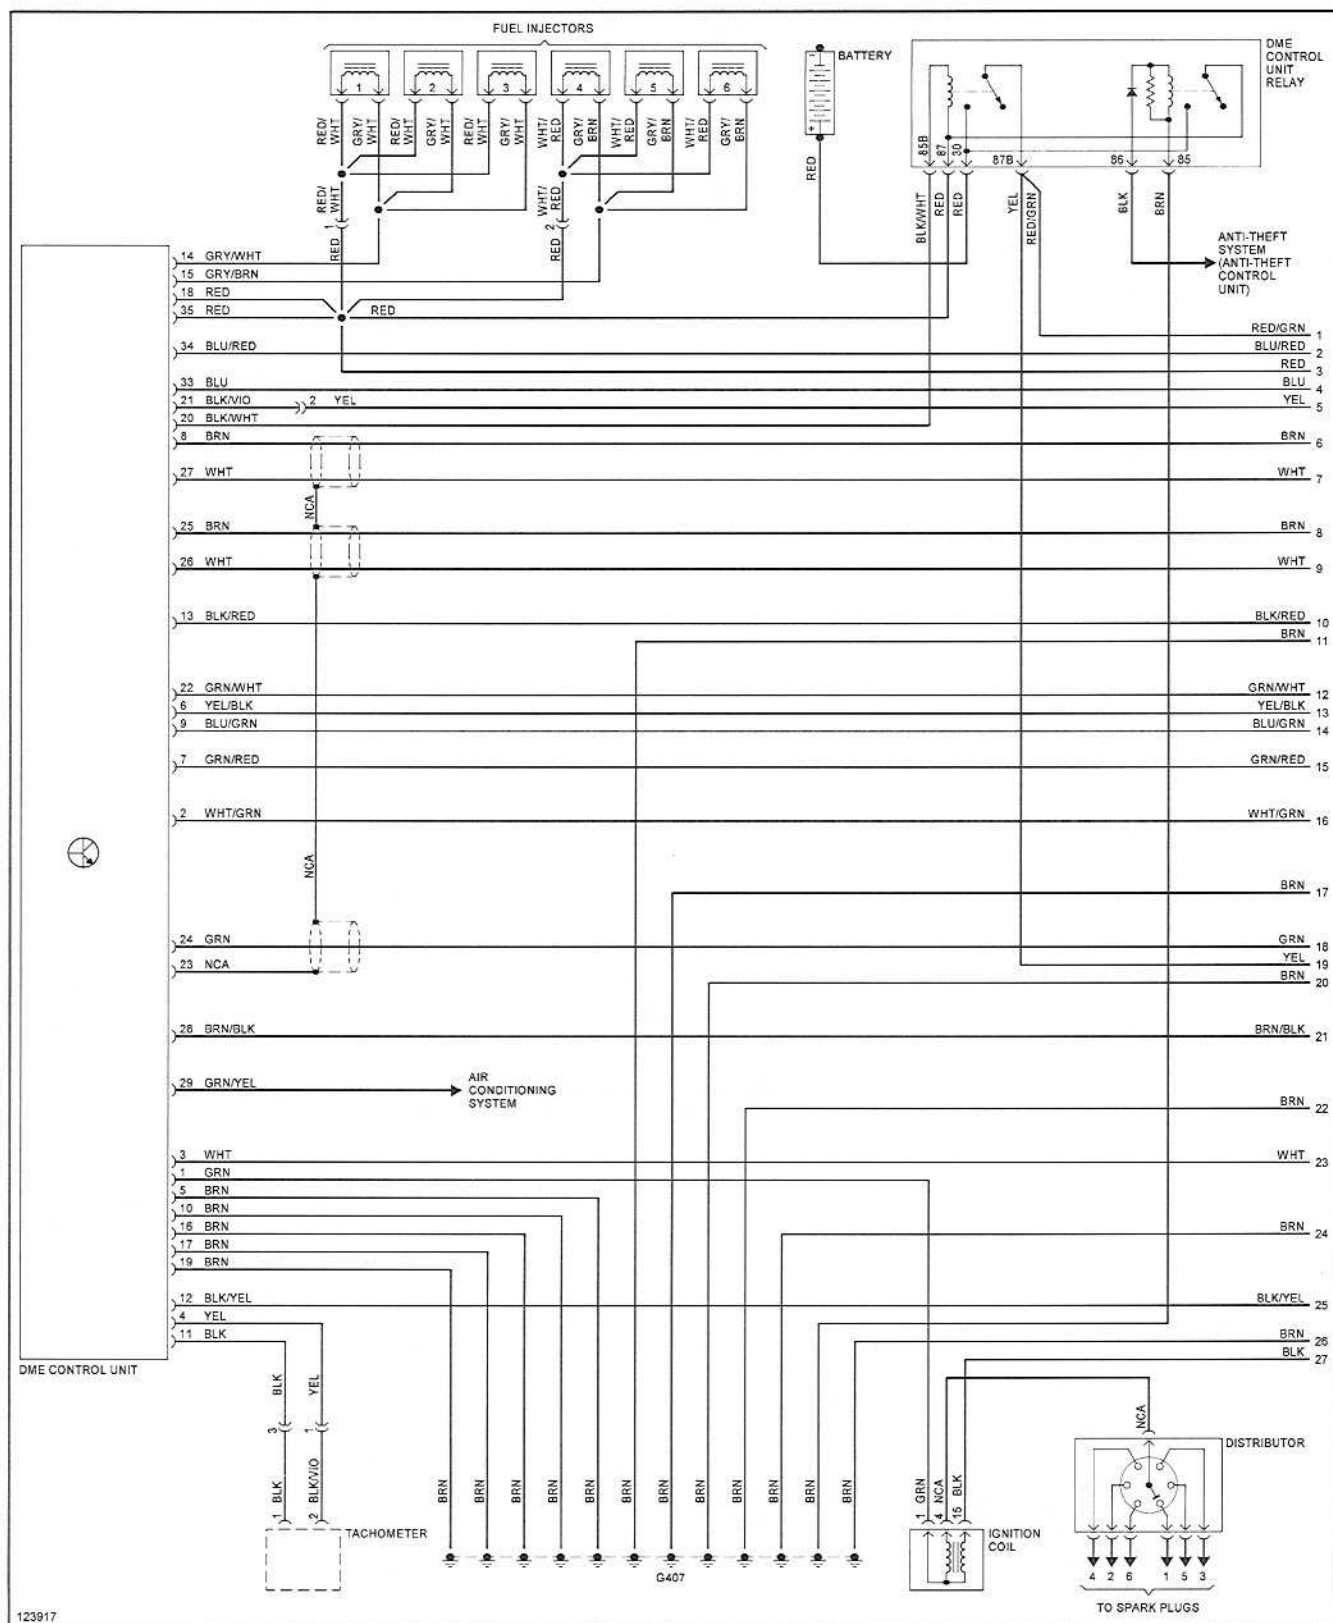 FUEL INJECTORS
1 2 3 4 5 6
BATTERY
- +
DME
CONTROL
UNIT
RELAY
RED/
WHT
GRY/
WHT
RED/
WHT
GRY/
WHT
RED/
WHT
GRY/
WHT
WHT/
RED
GRY/
BRN
WHT/
RED
GRY/
BRN
WHT/
RED
GRY/
BRN
RED
85B 87 30 87B 86 85
RED/
WHT
WHT/
RED
1
2
RED
RED
BLK/WHT
RED
RED
YEL
RED/GRN
BLK
BRN
ANTI-THEFT
SYSTEM
(ANTI-THEFT
CONTROL
UNIT)
14 GRY/WHT
15 GRY/BRN
18 RED
35 RED RED
RED/GRN 1
34 BLU/RED BLU/RED 2
RED 3
33 BLU BLU 4
21 BLK/VIO 2 YEL YEL 5
20 BLK/WHT
8 BRN BRN 6
27 WHT WHT 7
NCA
25 BRN BRN 8
26 WHT WHT 9
13 BLK/RED BLK/RED 10
BRN 11
22 GRN/WHT GRN/WHT 12
6 YEL/BLK YEL/BLK 13
9 BLU/GRN BLU/GRN 14
7 GRN/RED GRN/RED 15
2 WHT/GRN WHT/GRN 16
NCA
BRN 17
24 GRN GRN 18
YEL 19
23 NCA
BRN 20
28 BRN/BLK BRN/BLK 21
29 GRN/YEL
AIR
CONDITIONING
SYSTEM
BRN 22
3 WHT WHT 23
1 GRN
5 BRN
10 BRN
16 BRN
BRN 24
17 BRN
19 BRN
12 BLK/YEL BLK/YEL 25
4 YEL
11 BLK
BRN 26
BLK 27
DME CONTROL UNIT
BLK
YEL
3
1
NCA
DISTRIBUTOR
BLK
BLK/VIO
1
2
BRN BRN BRN BRN BRN BRN BRN BRN BRN BRN BRN BRN
GRN
NCA
BLK
1 4 15
TACHOMETER
IGNITION
COIL
G407
4 2 6 1 5 3
TO SPARK PLUGS
123917